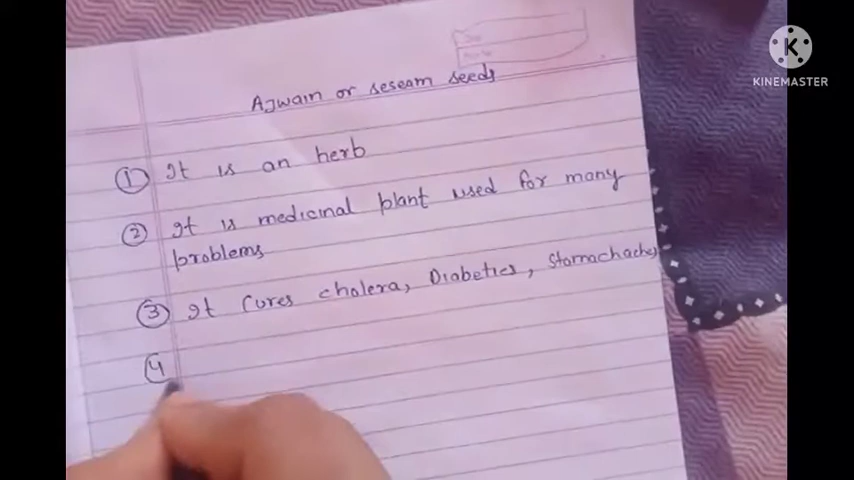 KINEMASTER
Ajwain or seseam seeds
① It is an herb
② It is medicinal plant used for many
problems
③ It cures cholera, Diabetics, Stomachaches
④